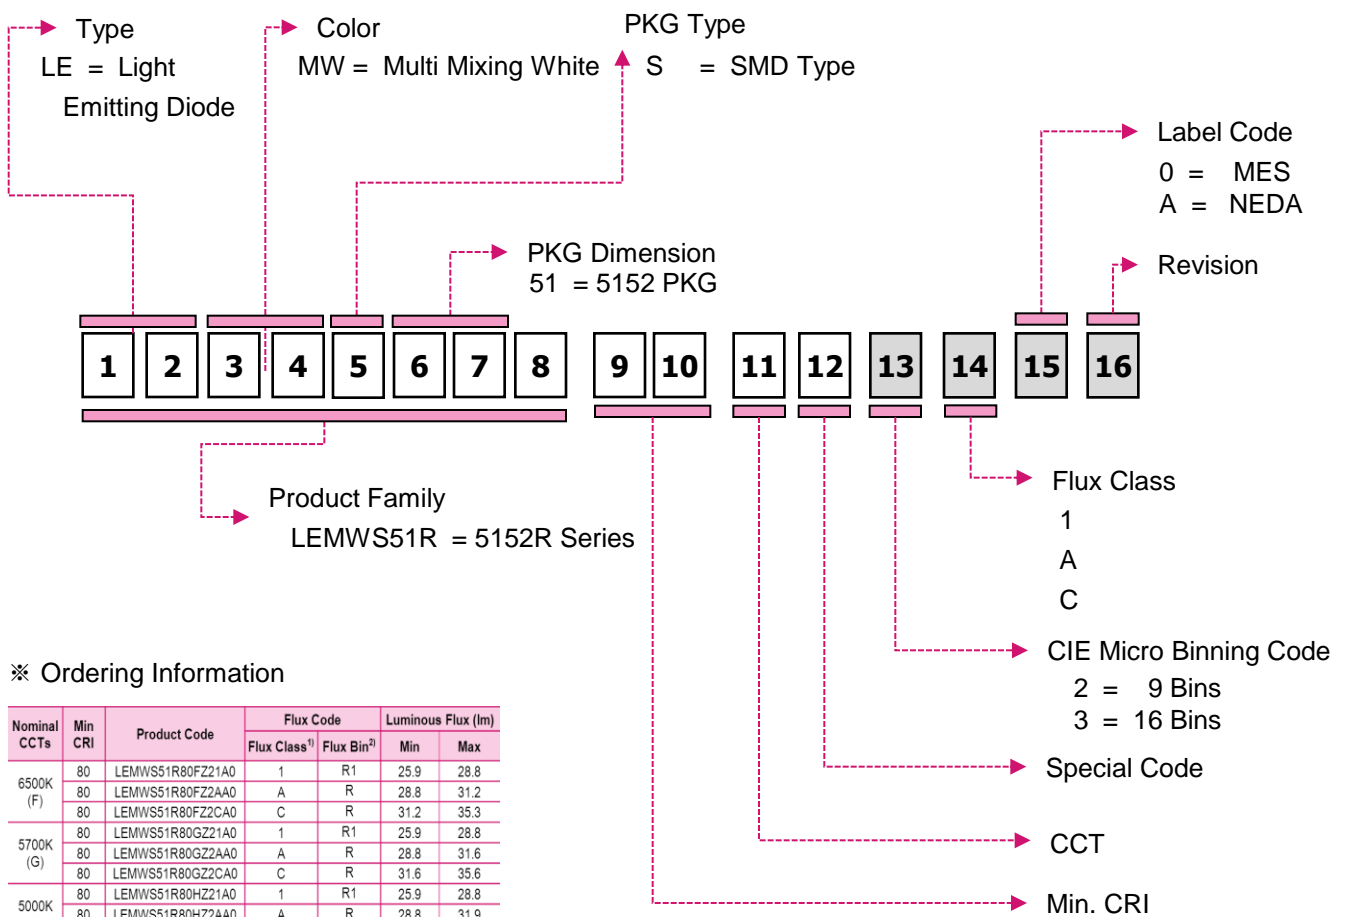 Type
LE = Light
Emitting Diode
Color
MW = Multi Mixing White
PKG Type
S = SMD Type
Label Code
0 = MES
A = NEDA
PKG Dimension
51 = 5152 PKG
Revision
1 2 3 4 5 6 7 8 9 10 11 12 13 14 15 16
Product Family
LEMWS51R = 5152R Series
Flux Class
1
A
C
CIE Micro Binning Code
2 = 9 Bins
3 = 16 Bins
Special Code
CCT
Min. CRI
※ Ordering Information
Nominal CCTs Min CRI Product Code Flux Code Luminous Flux (lm)
Flux Class1) Flux Bin2) Min Max
6500K (F)
80 LEMWS51R80FZ21A0 1 R1 25.9 28.8
80 LEMWS51R80FZ2AA0 A R 28.8 31.2
80 LEMWS51R80FZ2CA0 C R 31.2 35.3
5700K (G)
80 LEMWS51R80GZ21A0 1 R1 25.9 28.8
80 LEMWS51R80GZ2AA0 A R 28.8 31.6
80 LEMWS51R80GZ2CA0 C R 31.6 35.6
5000K
80 LEMWS51R80HZ21A0 1 R1 25.9 28.8
80 LEMWS51R80HZ2AA0 A R 28.8 31.9